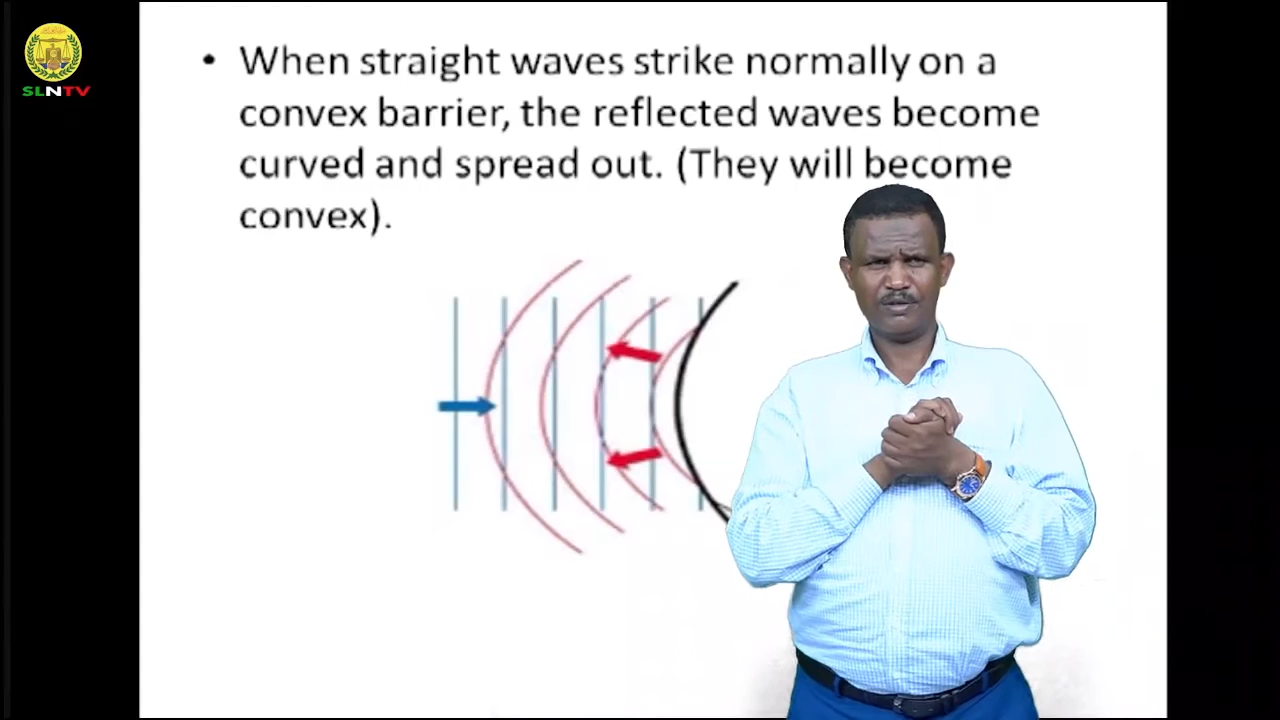 SLNTV
• When straight waves strike normally on a
convex barrier, the reflected waves become
curved and spread out. (They will become
convex).